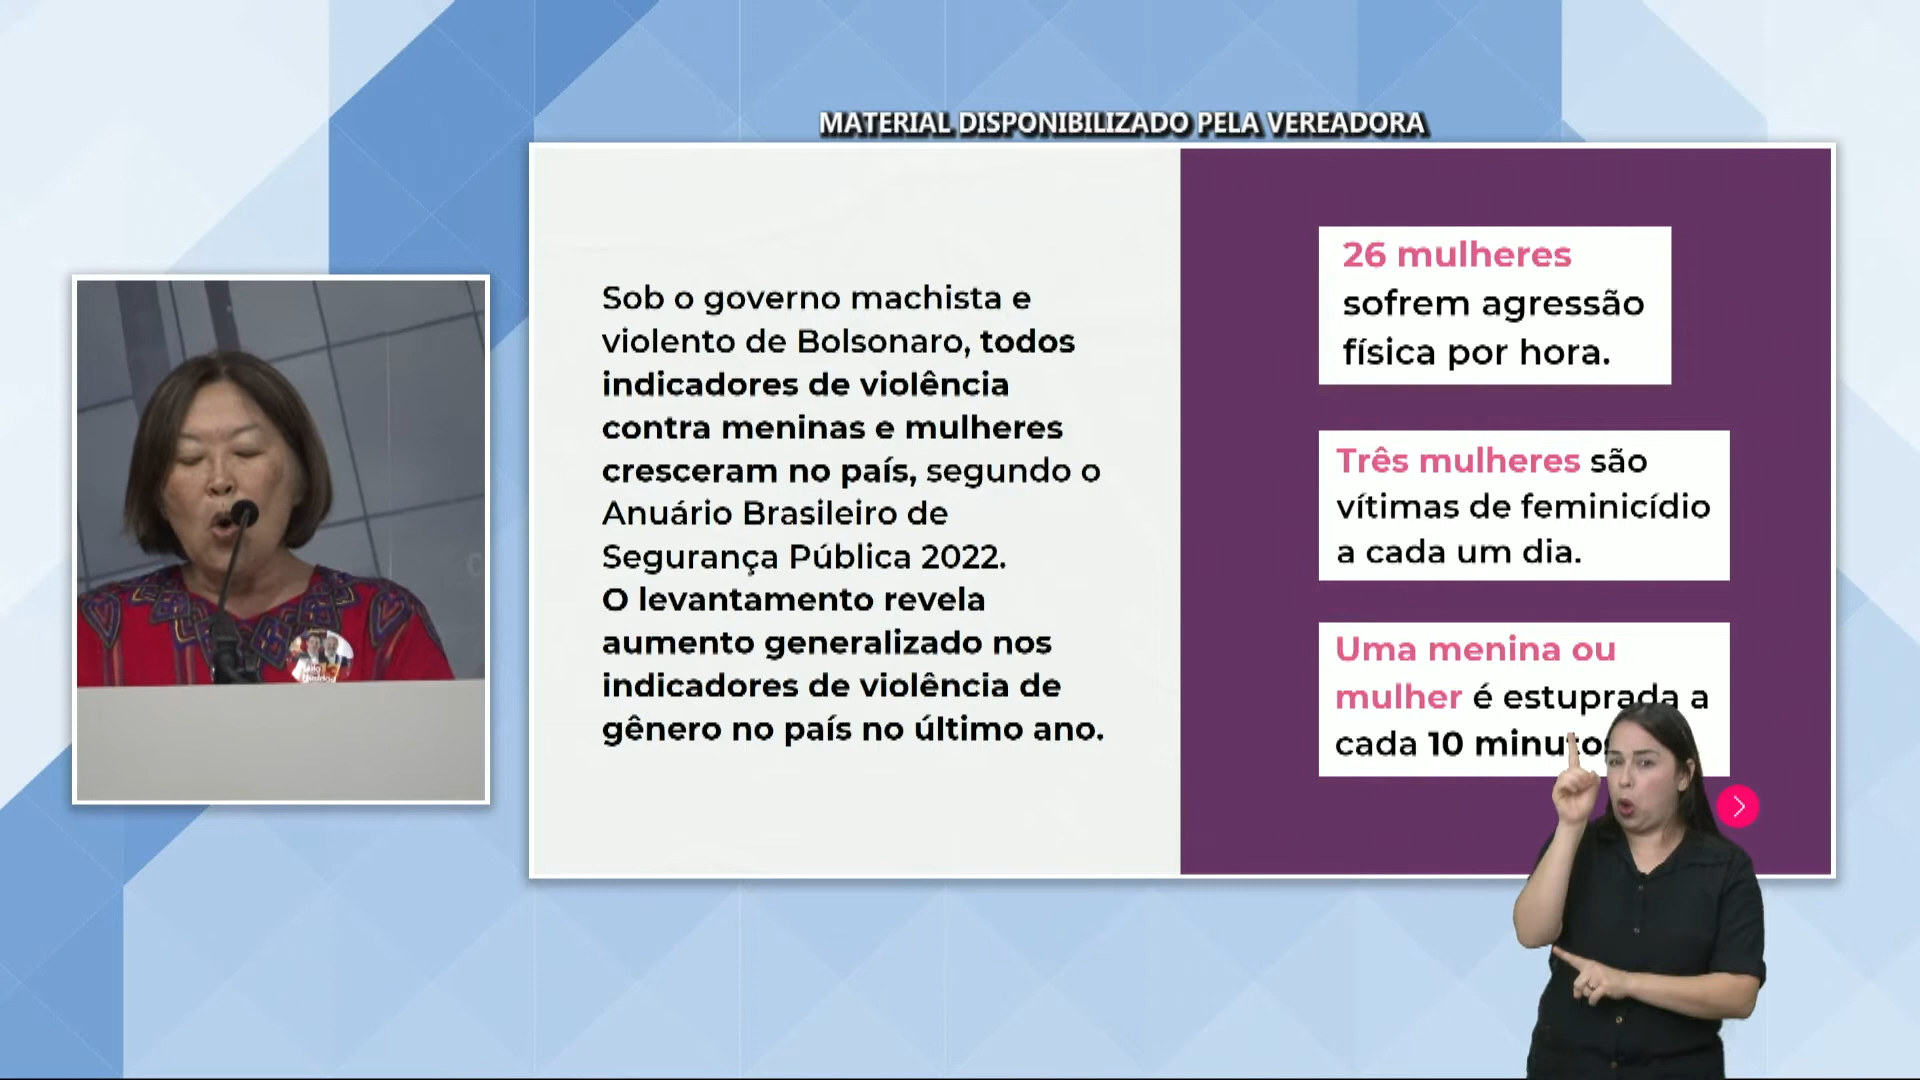 MATERIAL DISPONIBILIZADO PELA VEREADORA
Sob o governo machista e
violento de Bolsonaro, todos
indicadores de violência
contra meninas e mulheres
cresceram no país, segundo o
Anuário Brasileiro de
Segurança Pública 2022.
O levantamento revela
aumento generalizado nos
indicadores de violência de
gênero no país no último ano.
26 mulheres
sofrem agressão
física por hora.
Três mulheres são
vítimas de feminicídio
a cada um dia.
Uma menina ou
mulher é estuprada a
cada 10 minutos